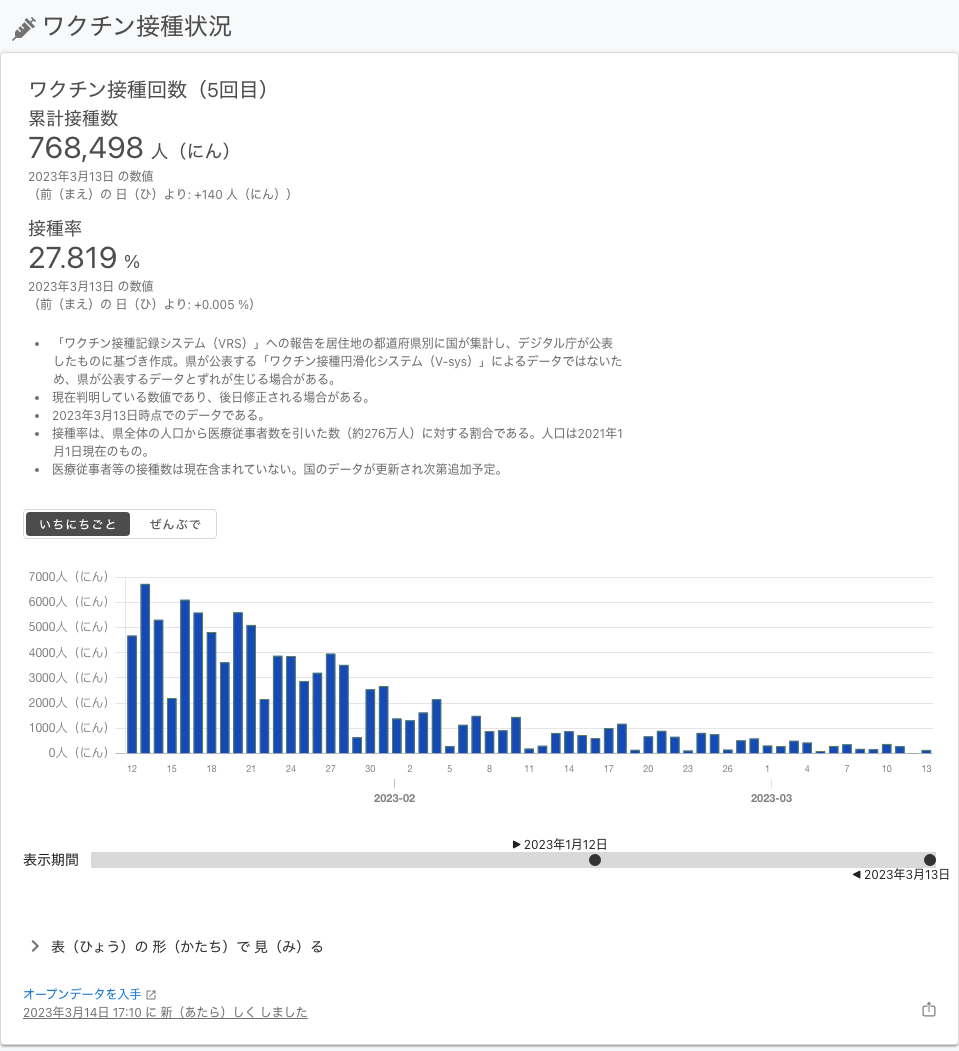 ワクチン接種状況
ワクチン接種回数（5回目）
累計接種数
768,498 人（にん）
2023年3月13日 の数値
（前（まえ）の 日（ひ）より: +140 人（にん））
接種率
27.819 %
2023年3月13日 の数値
（前（まえ）の 日（ひ）より: +0.005 %）
• 「ワクチン接種記録システム（VRS）」への報告を居住地の都道府県別に国が集計し、デジタル庁が公表
したものに基づき作成。県が公表する「ワクチン接種円滑化システム（V-sys）」によるデータではないた
め、県が公表するデータとずれが生じる場合がある。
• 現在判明している数値であり、後日修正される場合がある。
• 2023年3月13日時点でのデータである。
• 接種率は、県全体の人口から医療従事者数を引いた数（約276万人）に対する割合である。人口は2021年1
月1日現在のもの。
• 医療従事者等の接種数は現在含まれていない。国のデータが更新され次第追加予定。
いちにちごと ぜんぶで
7000人（にん）
6000人（にん）
5000人（にん）
4000人（にん）
3000人（にん）
2000人（にん）
1000人（にん）
0人（にん）
12 15 18 21 24 27 30 2 5 8 11 14 17 20 23 26 1 4 7 10 13
2023-02 2023-03
▶ 2023年1月12日
表示期間
◀ 2023年3月13日
表（ひょう）の 形（かたち）で 見（み）る
オープンデータを入手
2023年3月14日 17:10 に 新（あたら）しく しました